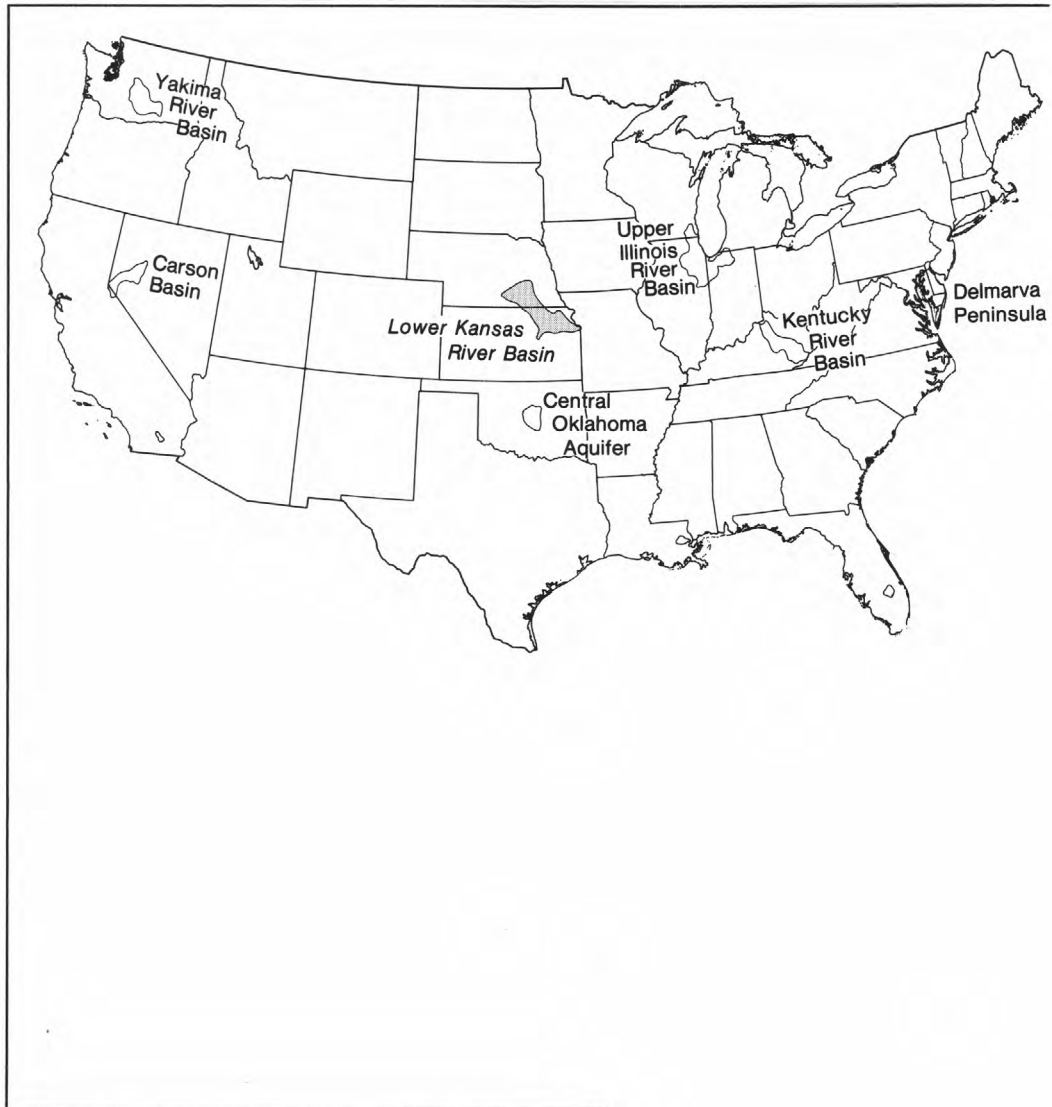 Yakima
River
Basin
Carson
Basin
Lower Kansas
River Basin
Central
Oklahoma
Aquifer
Upper
Illinois
River
Basin
Kentucky
River
Basin
Delmarva
Peninsula